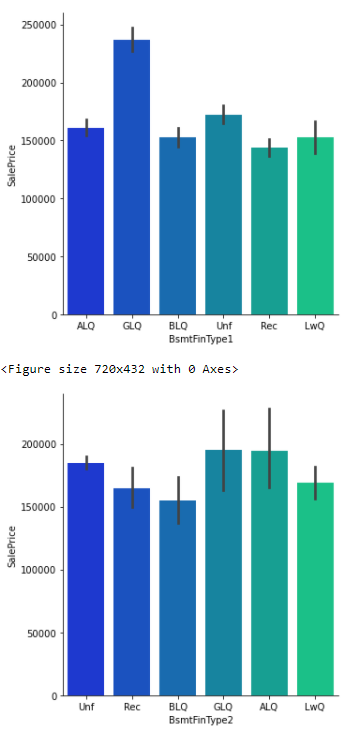 250000
200000
150000
100000
50000
0
SalePrice
ALQ GLQ BLQ Unf Rec LwQ
BsmtFinType1
<Figure size 720x432 with 0 Axes>
200000
150000
100000
50000
0
SalePrice
Unf Rec BLQ GLQ ALQ LwQ
BsmtFinType2